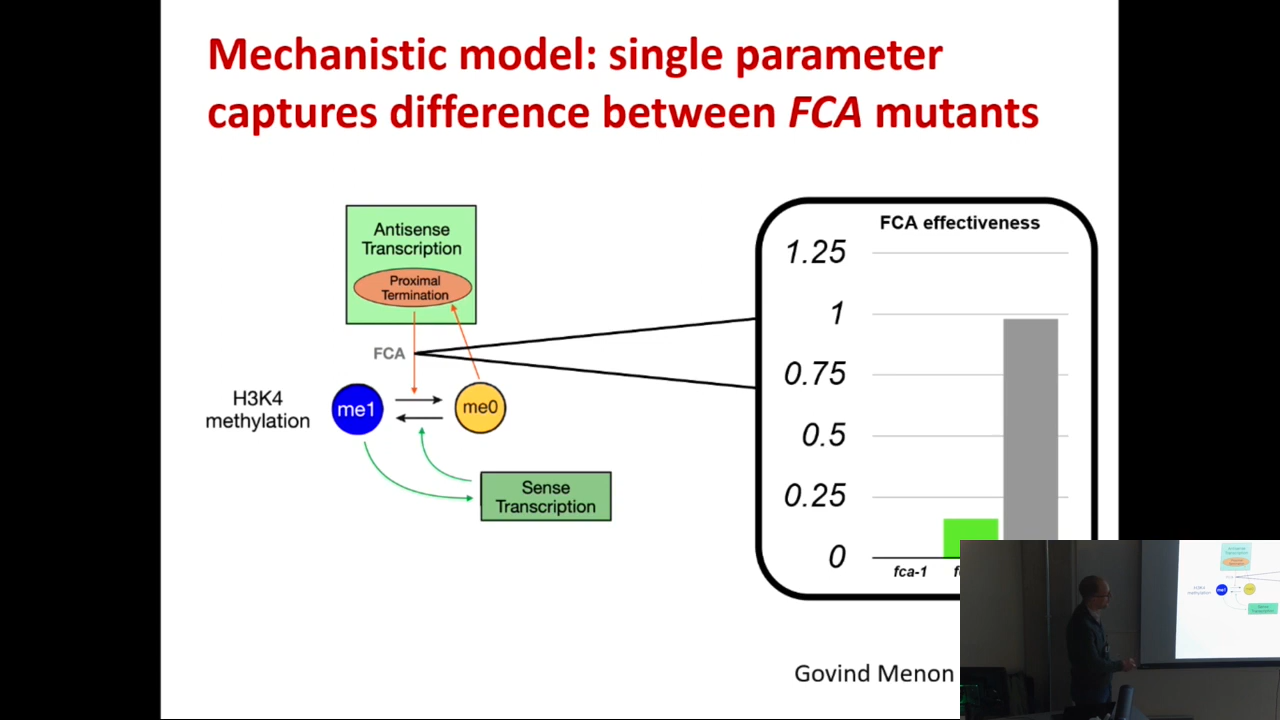 Mechanistic model: single parameter
captures difference between FCA mutants
Antisense
Transcription
Proximal
Termination
FCA
H3K4
methylation
me1
me0
Sense
Transcription
FCA effectiveness
1.25
1
0.75
0.5
0.25
0
fca-1
Govind Menon